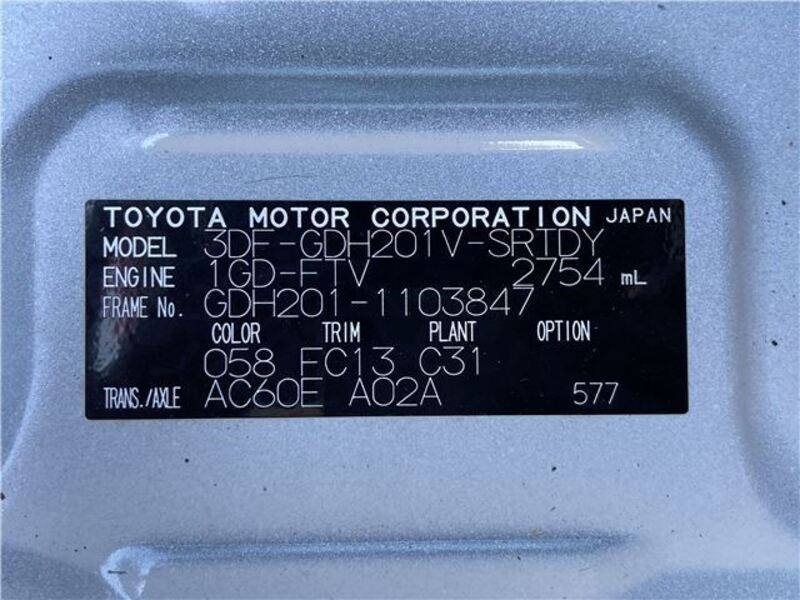 TOYOTA MOTOR CORPORATION JAPAN
MODEL 3DF-GDH201V-SRTDY
ENGINE 1GD-FTV 2754 mL
FRAME No. GDH201-1103847
COLOR TRIM PLANT OPTION
058 FC13 C31
TRANS./AXLE AC60E A02A 577